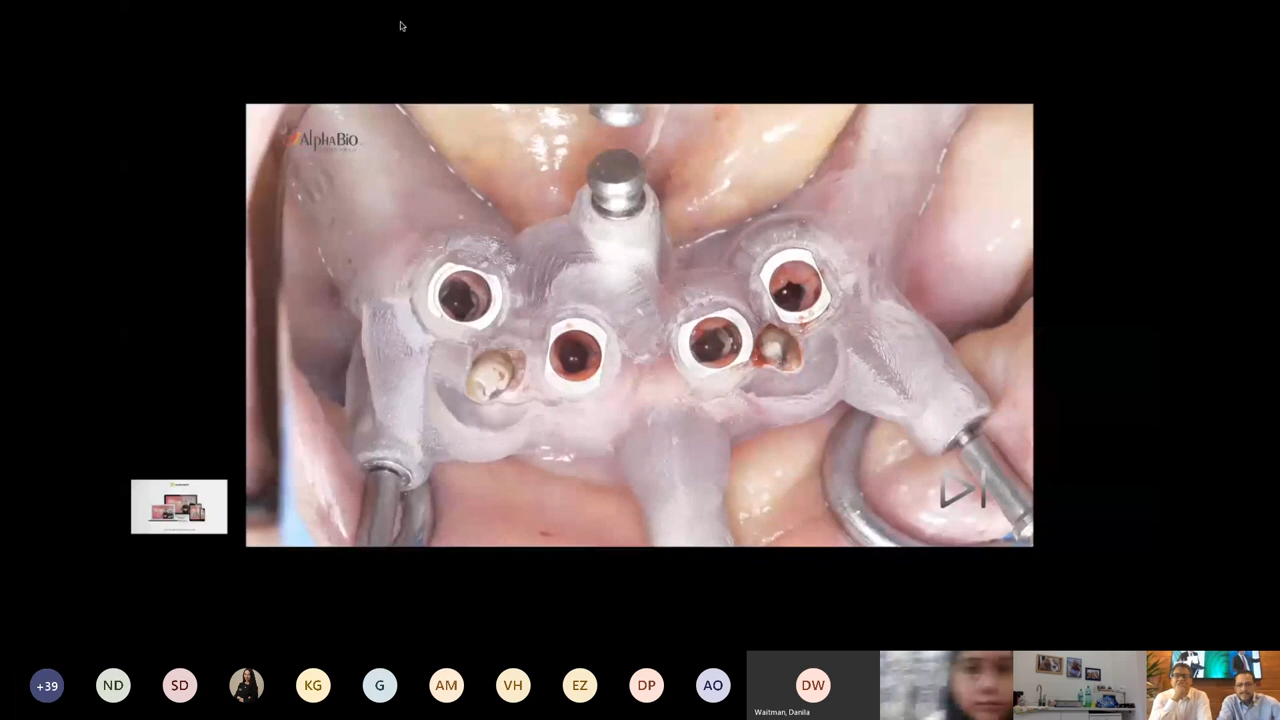 AlphaBio
+39
ND
SD
KG
G
AM
VH
EZ
DP
AO
DW
Waitman, Danila